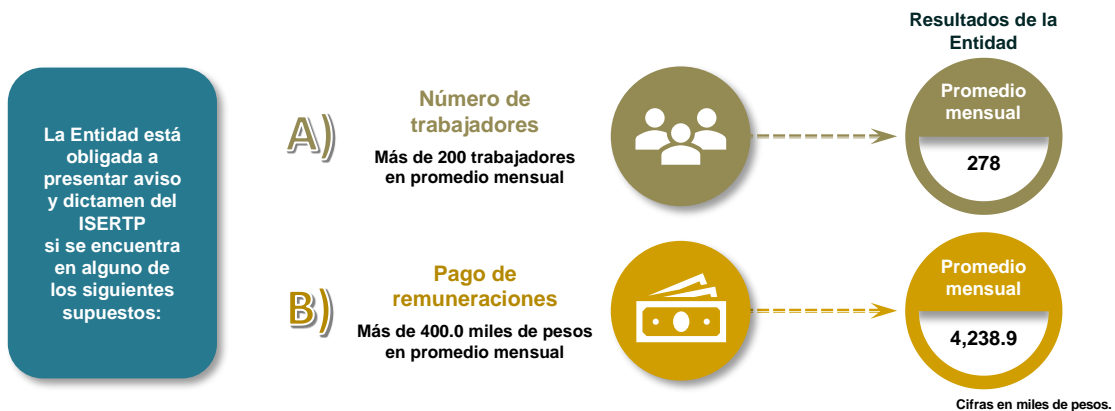 La Entidad está
obligada a
presentar aviso
y dictamen del
ISERTP
si se encuentra
en alguno de
los siguientes
supuestos:
Resultados de la
Entidad
A)
Número de
trabajadores
Más de 200 trabajadores
en promedio mensual
Promedio
mensual
278
B)
Pago de
remuneraciones
Más de 400.0 miles de pesos
en promedio mensual
Promedio
mensual
4,238.9
Cifras en miles de pesos.